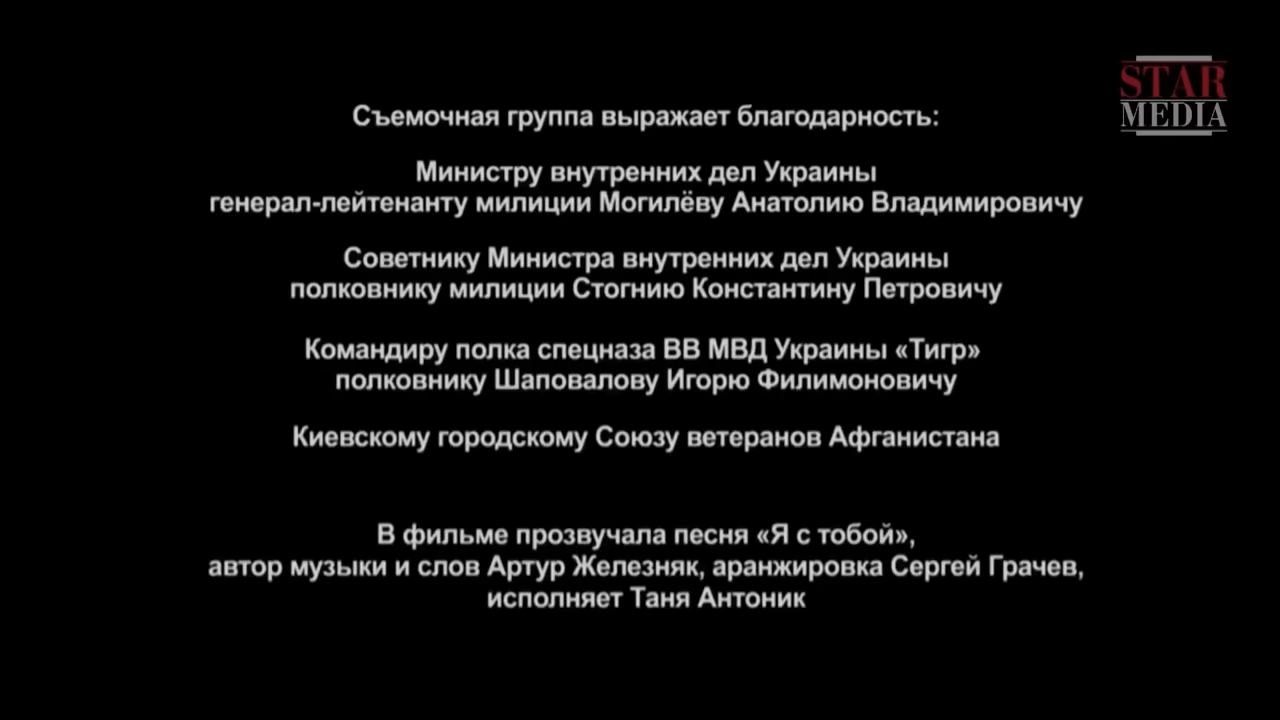 STAR
MEDIA
Съемочная группа выражает благодарность:
Министру внутренних дел Украины
генерал-лейтенанту милиции Могилёву Анатолию Владимировичу
Советнику Министра внутренних дел Украины
полковнику милиции Стогнию Константину Петровичу
Командиру полка спецназа ВВ МВД Украины «Тигр»
полковнику Шаповалову Игорю Филимоновичу
Киевскому городскому Союзу ветеранов Афганистана
В фильме прозвучала песня «Я с тобой»,
автор музыки и слов Артур Железняк, аранжировка Сергей Грачев,
исполняет Таня Антоник